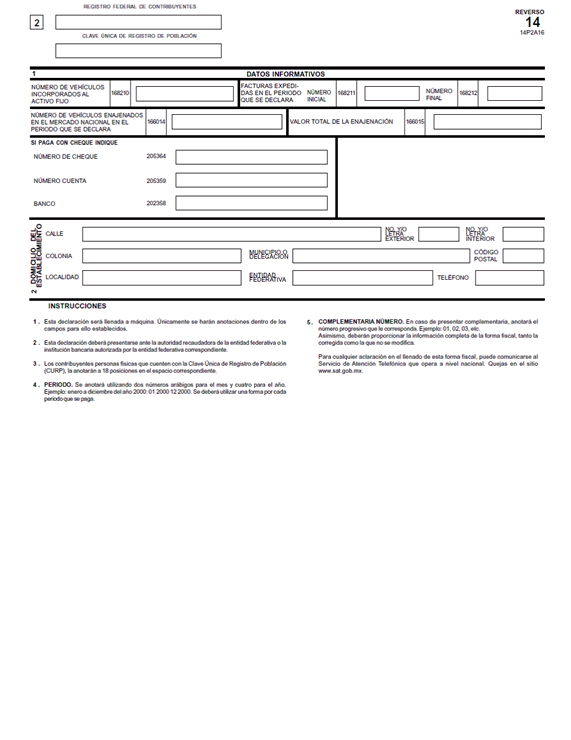 REGISTRO FEDERAL DE CONTRIBUYENTES
2
CLAVE ÚNICA DE REGISTRO DE POBLACIÓN
REVERSO
14
14P2A16
1 DATOS INFORMATIVOS
NÚMERO DE VEHÍCULOS
INCORPORADOS AL
ACTIVO FIJO
168210
FACTURAS EXPEDI-
DAS EN EL PERIODO
QUE SE DECLARA
NÚMERO
INICIAL
168211
NÚMERO
FINAL
168212
NÚMERO DE VEHÍCULOS ENAJENADOS
EN EL MERCADO NACIONAL EN EL
PERIODO QUE SE DECLARA
166014
VALOR TOTAL DE LA ENAJENACIÓN
166015
SI PAGA CON CHEQUE INDIQUE
NÚMERO DE CHEQUE 205364
NÚMERO CUENTA 205359
BANCO 202358
2 DOMICILIO DEL
ESTABLECIMIENTO
CALLE
NO. Y/O
LETRA
EXTERIOR
NO. Y/O
LETRA
INTERIOR
COLONIA
MUNICIPIO O
DELEGACIÓN
CÓDIGO
POSTAL
LOCALIDAD
ENTIDAD
FEDERATIVA
TELÉFONO
INSTRUCCIONES
1 . Esta declaración será llenada a máquina. Únicamente se harán anotaciones dentro de los
campos para ello establecidos.
2 . Esta declaración deberá presentarse ante la autoridad recaudadora de la entidad federativa o la
institución bancaria autorizada por la entidad federativa correspondiente.
3 . Los contribuyentes personas físicas que cuenten con la Clave Única de Registro de Población
(CURP), la anotarán a 18 posiciones en el espacio correspondiente.
4 . PERIODO. Se anotará utilizando dos números arábigos para el mes y cuatro para el año.
Ejemplo: enero a diciembre del año 2000: 01 2000 12 2000. Se deberá utilizar una forma por cada
periodo que se paga.
5 . COMPLEMENTARIA NÚMERO. En caso de presentar complementaria, anotará el
número progresivo que le corresponda. Ejemplo: 01, 02, 03, etc.
Asimismo, deberán proporcionar la información completa de la forma fiscal, tanto la
corregida como la que no se modifica.
Para cualquier aclaración en el llenado de esta forma fiscal, puede comunicarse al
Servicio de Atención Telefónica que opera a nivel nacional. Quejas en el sitio
www.sat.gob.mx.